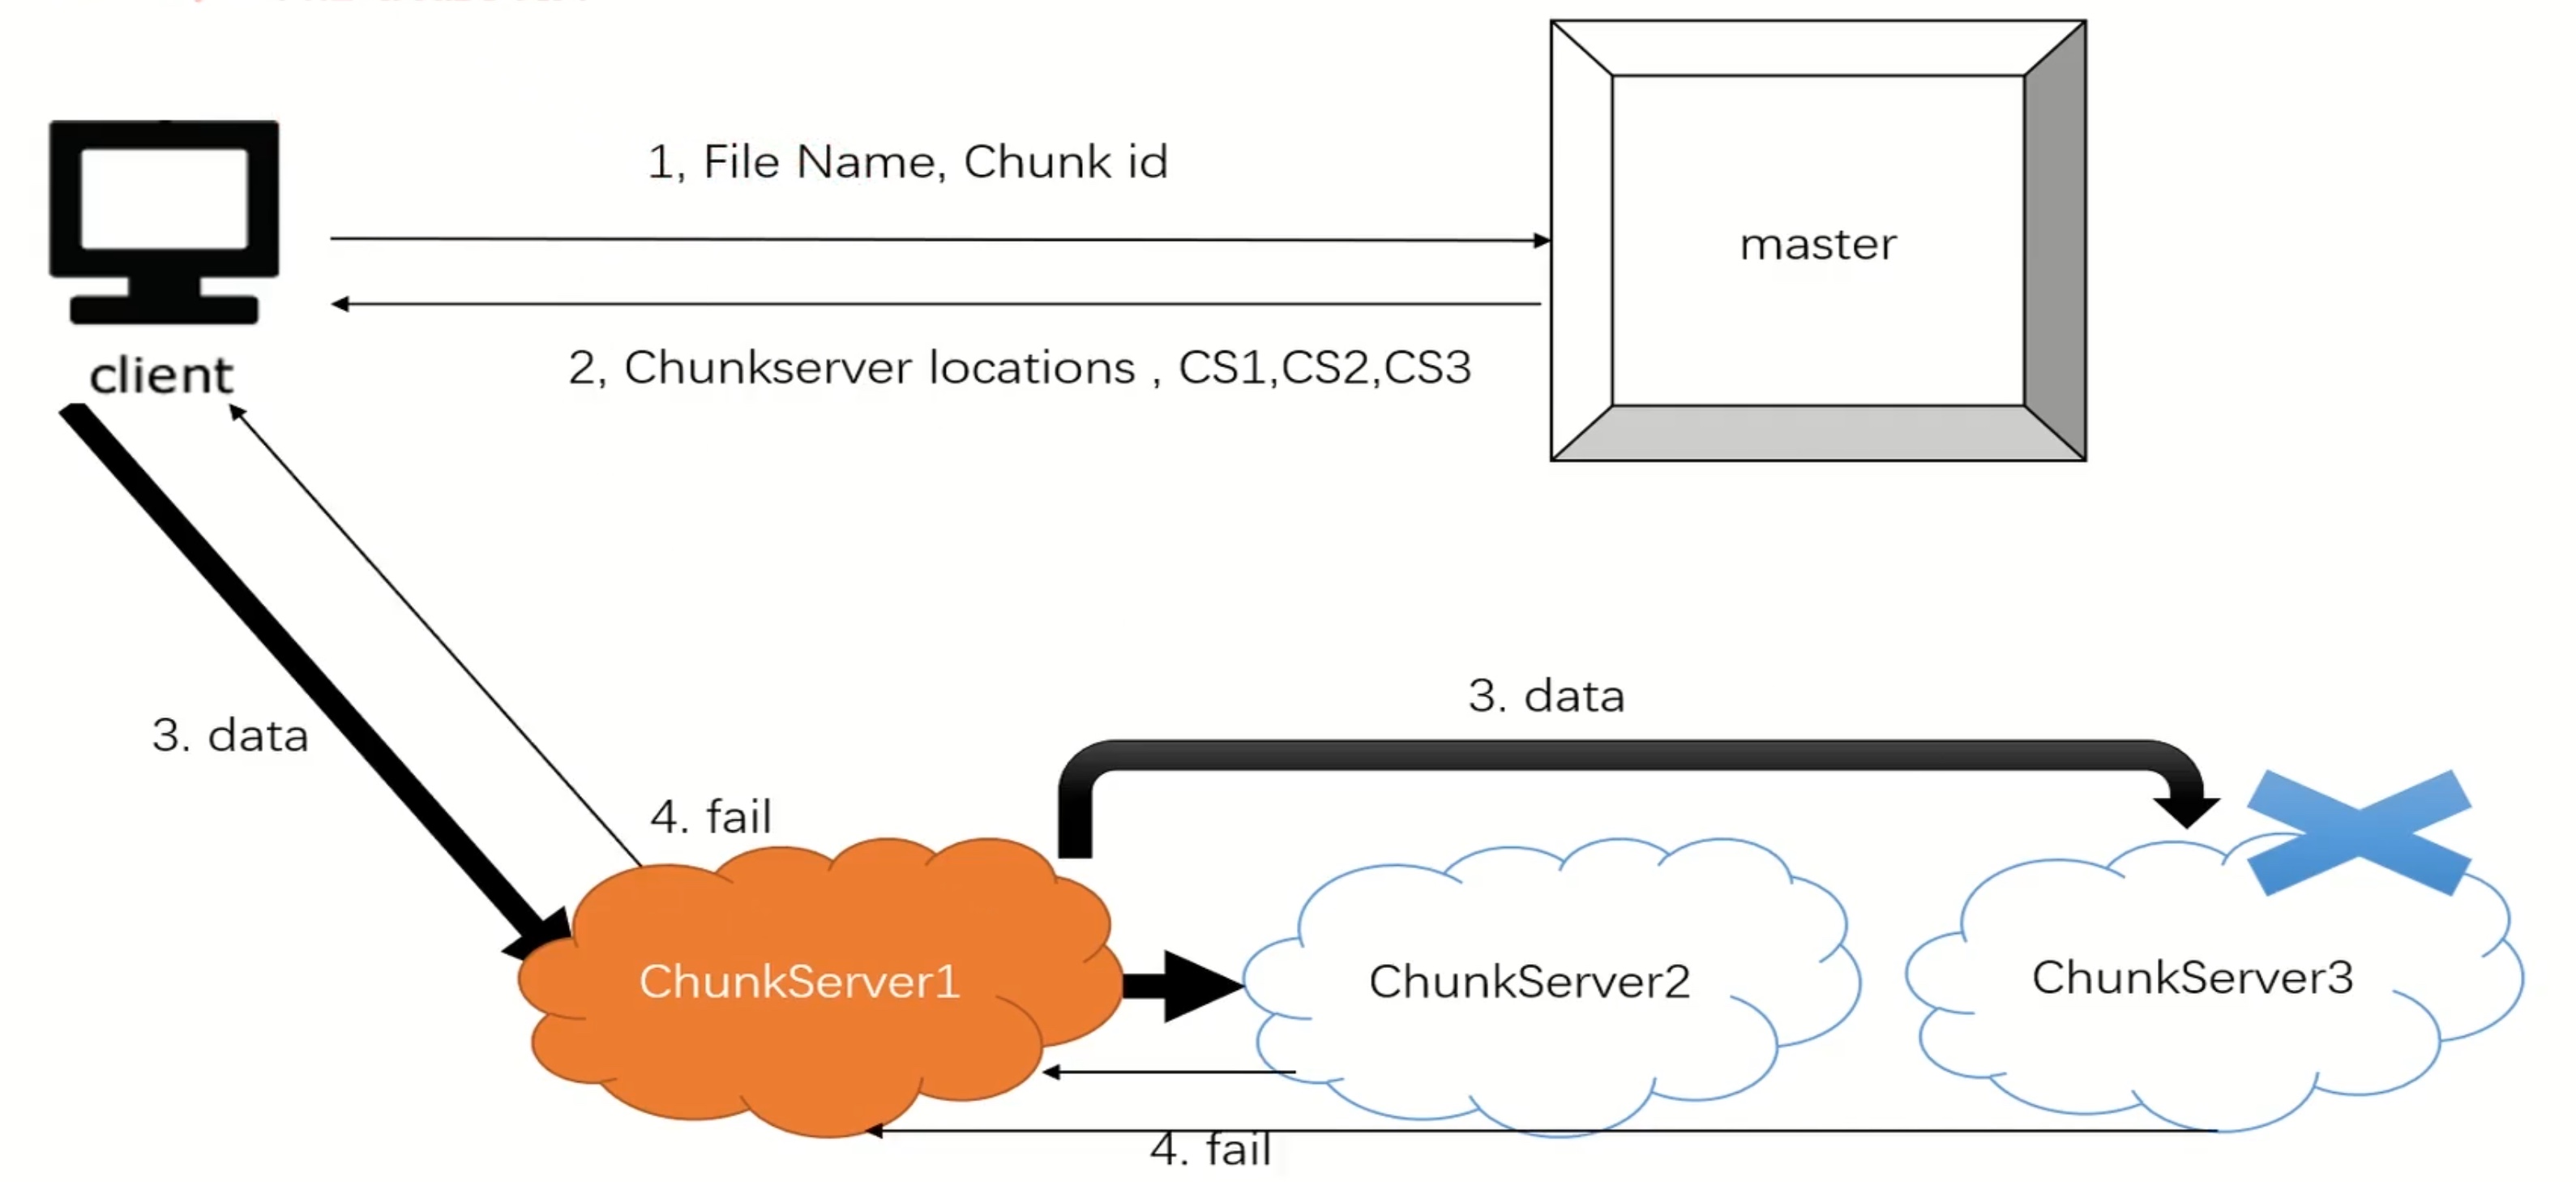 1, File Name, Chunk id
master
2, Chunkserver locations , CS1,CS2,CS3
client
3. data
3. data
4. fail
ChunkServer1
ChunkServer2
ChunkServer3
4. fail